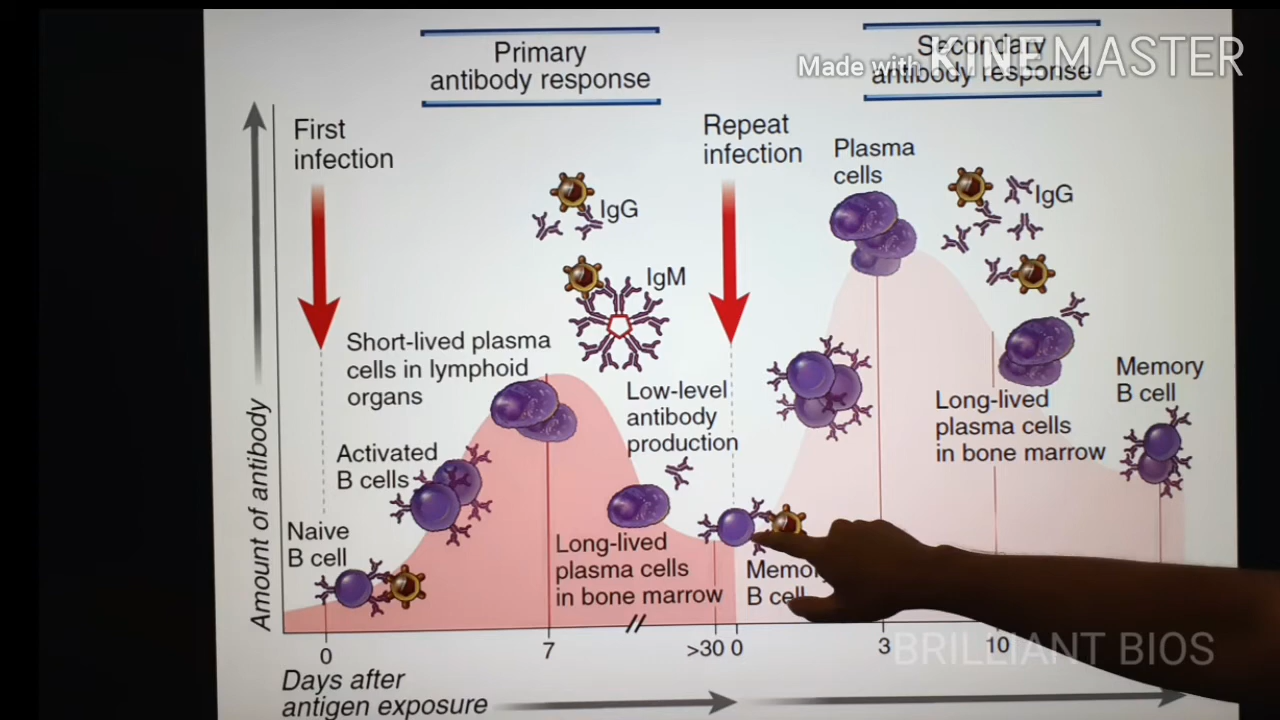 Primary
antibody response
Secondary
antibody response
Made with KINEMASTER
First
infection
Repeat
infection
Plasma
cells
IgG
IgG
IgM
Short-lived plasma
cells in lymphoid
organs
Low-level
antibody
production
Memory
B cell
Long-lived
plasma cells
in bone marrow
Activated
B cells
Naive
B cell
Long-lived
plasma cells
in bone marrow
Memory
B cell
Amount of antibody
0
7
>30 0
3
10
BRILLIANT BIOS
Days after
antigen exposure